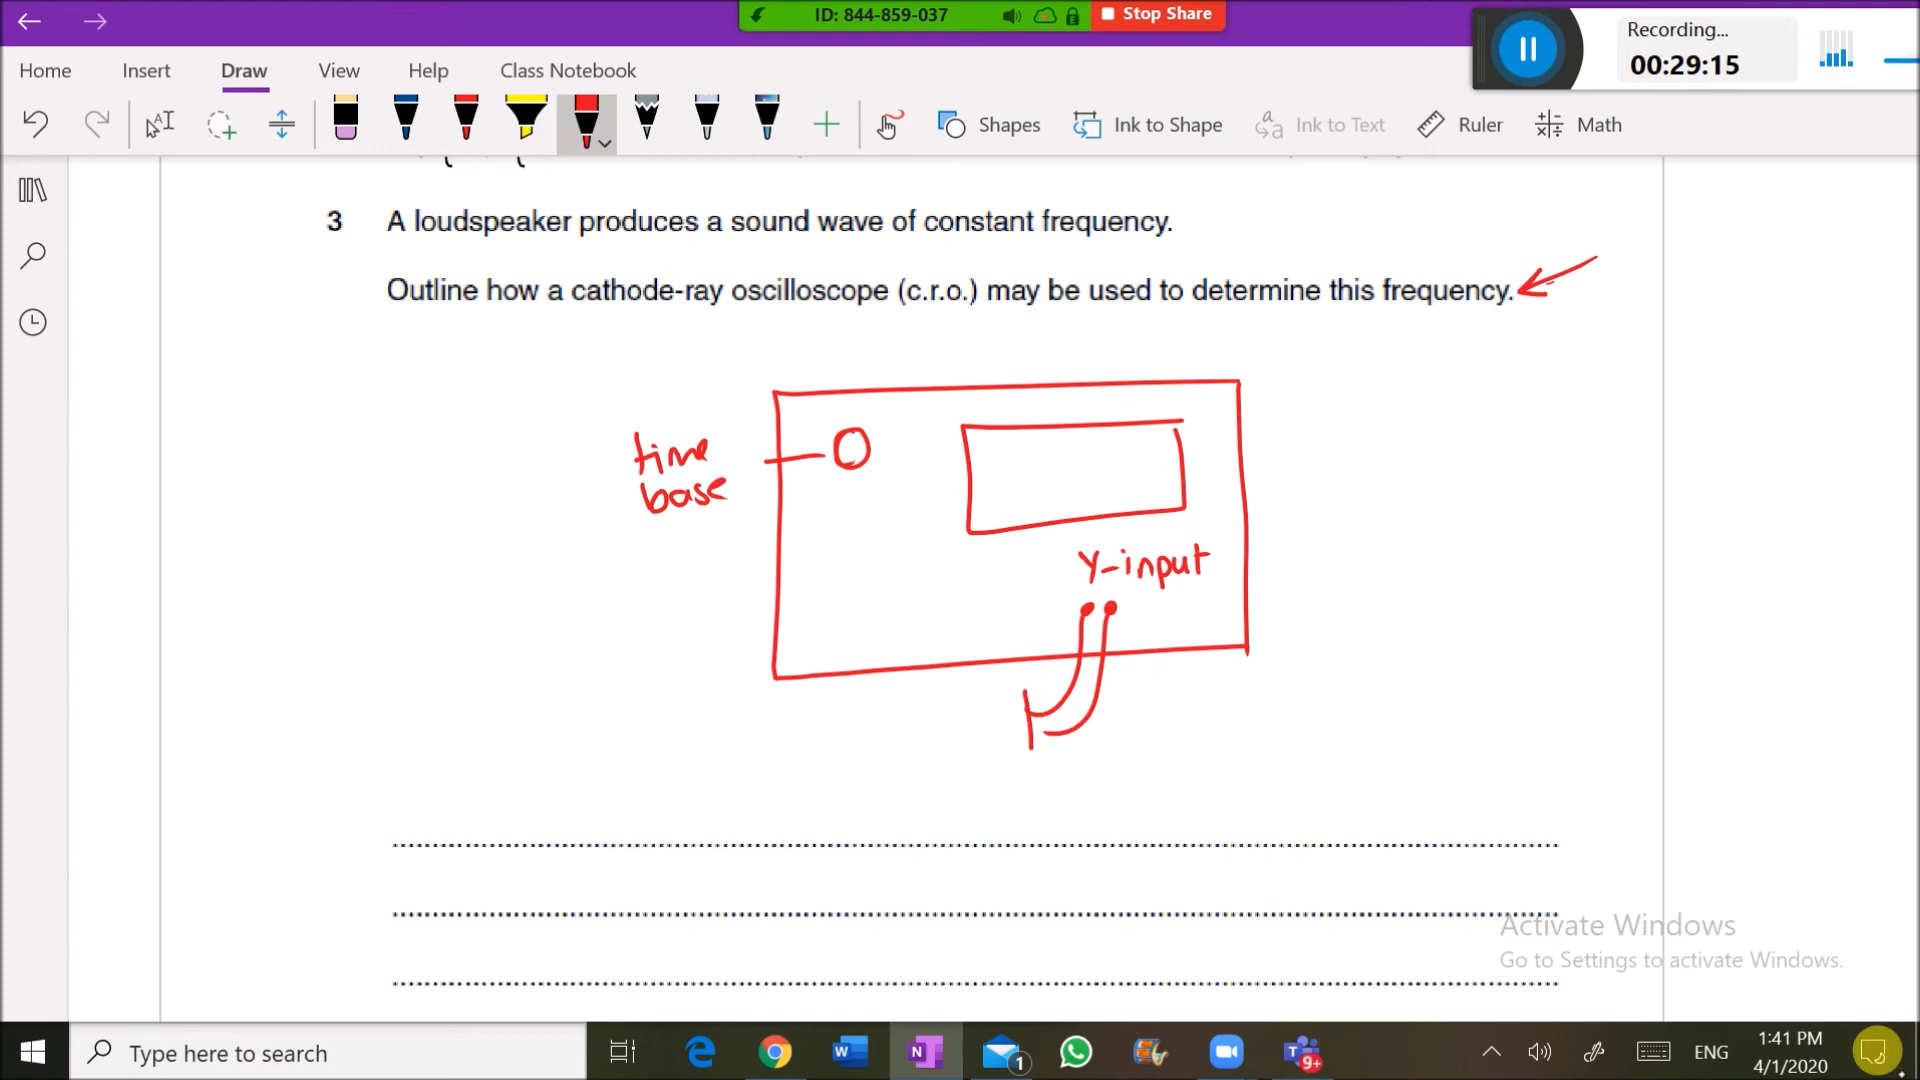 ID: 844-859-037
Stop Share
Recording...
00:29:15
Home Insert Draw View Help Class Notebook
Shapes Ink to Shape Ink to Text Ruler Math
3 A loudspeaker produces a sound wave of constant frequency.
Outline how a cathode-ray oscilloscope (c.r.o.) may be used to determine this frequency.
time
base
Y-input
Activate Windows
Go to Settings to activate Windows.
Type here to search
1
9+
ENG
1:41 PM
4/1/2020